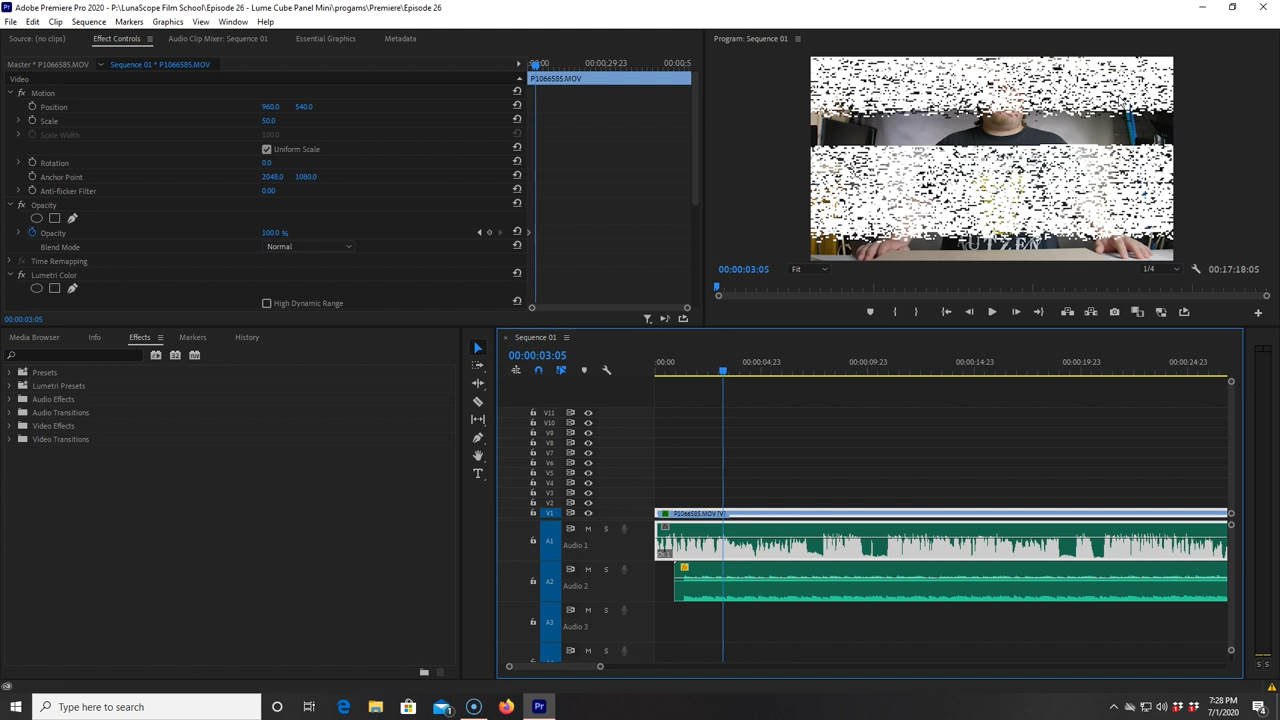 Adobe Premiere Pro 2020 - P:\LunaScope Film School\Episode 26 - Lume Cube Panel Mini\progams\Premiere\Episode 26
File Edit Clip Sequence Markers Graphics View Window Help
Source: (no clips) Effect Controls Audio Clip Mixer: Sequence 01 Essential Graphics Metadata
Program: Sequence 01
Master * P1066585.MOV Sequence 01 * P1066585.MOV
:00:00 00:00:29:23 00:00:5
Video
P1066585.MOV
Motion
Position 960.0 540.0
Scale 50.0
Scale Width 100.0
Uniform Scale
Rotation 0.0
Anchor Point 2048.0 1080.0
Anti-flicker Filter 0.00
Opacity
Opacity 100.0 %
Blend Mode Normal
Time Remapping
Lumetri Color
High Dynamic Range
00:00:03:05
00:00:03:05 Fit 1/4 00:17:18:05
Media Browser Info Effects Markers History
Presets
Lumetri Presets
Audio Effects
Audio Transitions
Video Effects
Video Transitions
Sequence 01
00:00:03:05
:00:00 00:00:04:23 00:00:09:23 00:00:14:23 00:00:19:23 00:00:24:23
V11
V10
V9
V8
V7
V6
V5
V4
V3
V2
V1 P1066585.MOV [V]
M S
A1 Audio 1
M S
A2 Audio 2
M S
A3 Audio 3
M S
S S
Type here to search
7:28 PM
7/1/2020